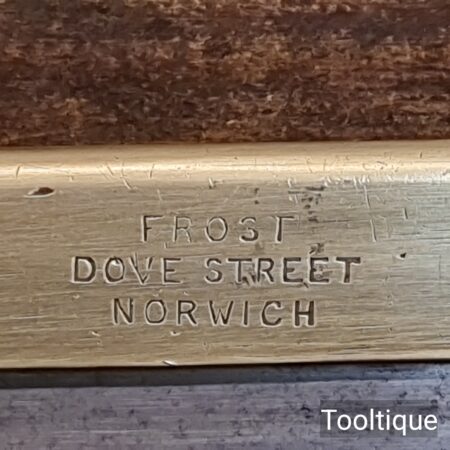 FROST
DOVE STREET
NORWICH
Tooltique